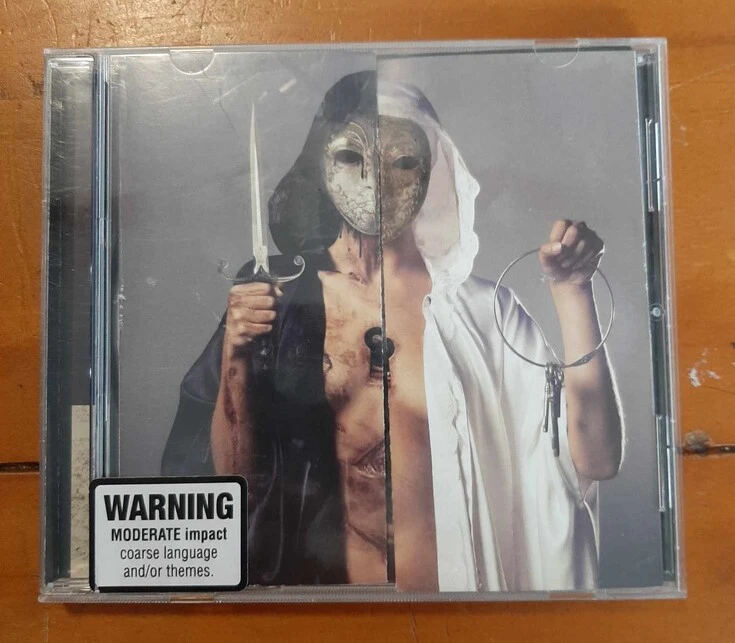 WARNING
MODERATE impact
coarse language
and/or themes.